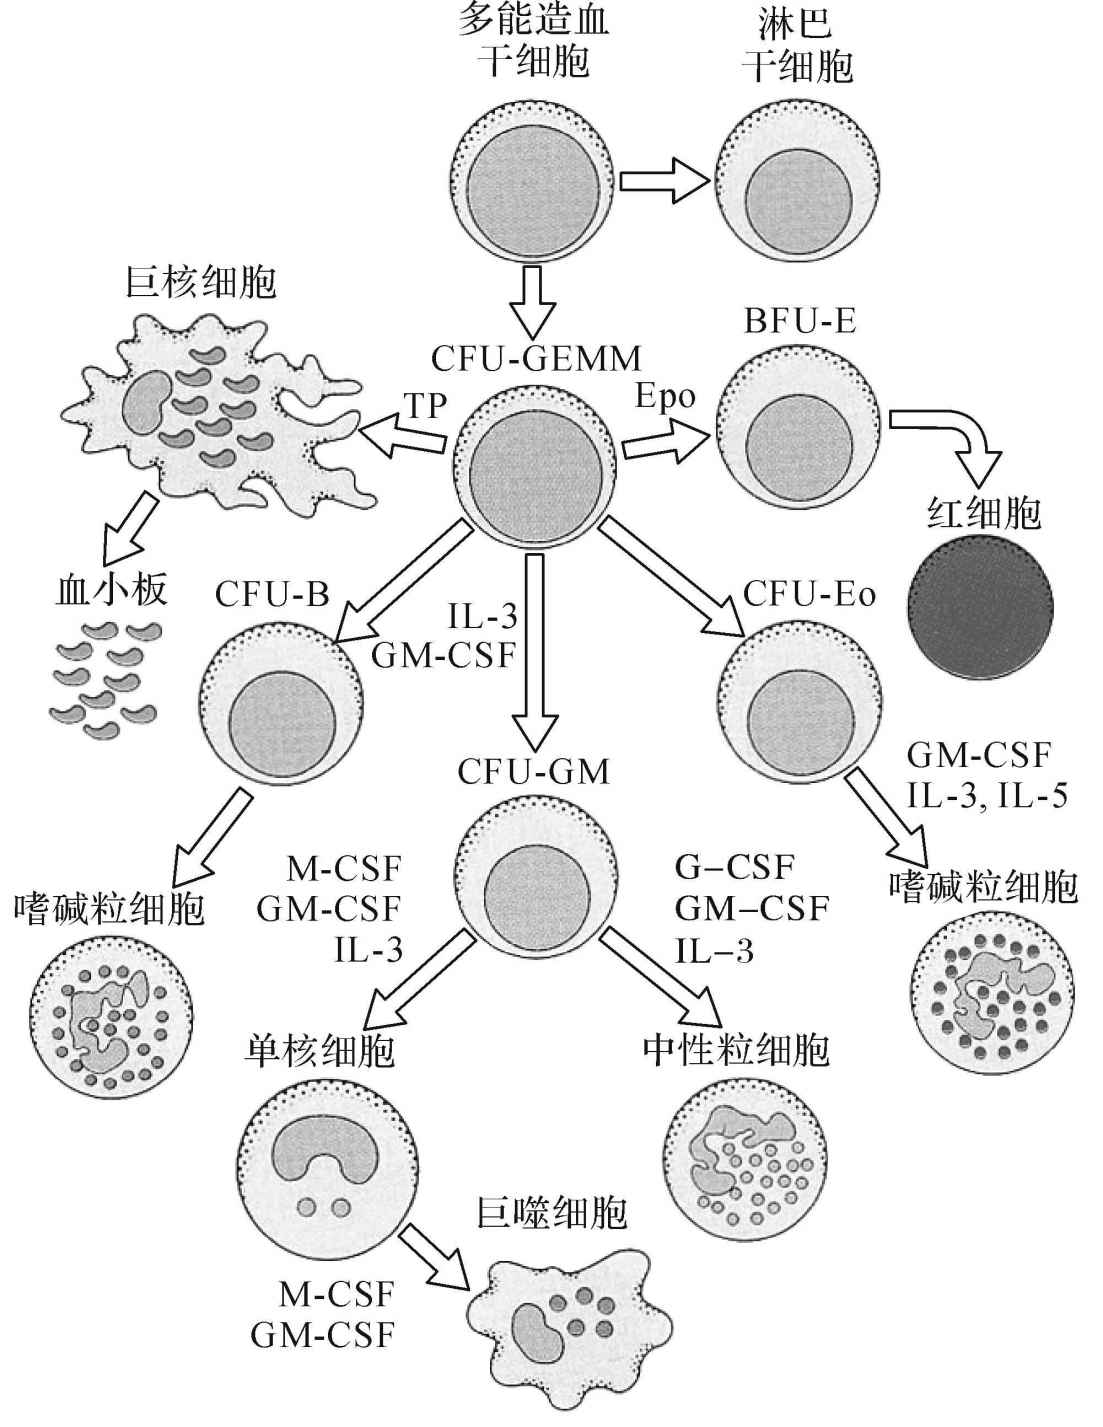 多能造血
干细胞
淋巴
干细胞
巨核细胞
BFU-E
CFU-GEMM
TP
Epo
红细胞
血小板
CFU-B
IL-3
GM-CSF
CFU-Eo
CFU-GM
GM-CSF
IL-3, IL-5
M-CSF
GM-CSF
IL-3
G–CSF
GM–CSF
IL–3
嗜碱粒细胞
嗜碱粒细胞
单核细胞
中性粒细胞
巨噬细胞
M-CSF
GM-CSF